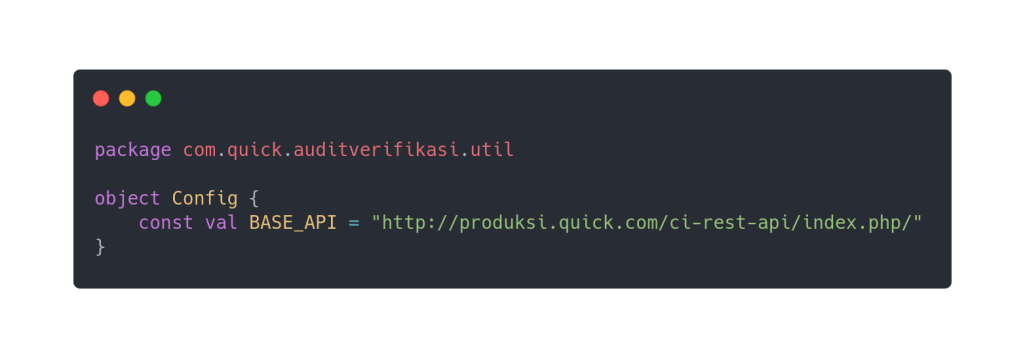 package com.quick.auditverifikasi.util

object Config {
    const val BASE_API = "http://produksi.quick.com/ci-rest-api/index.php/"
}